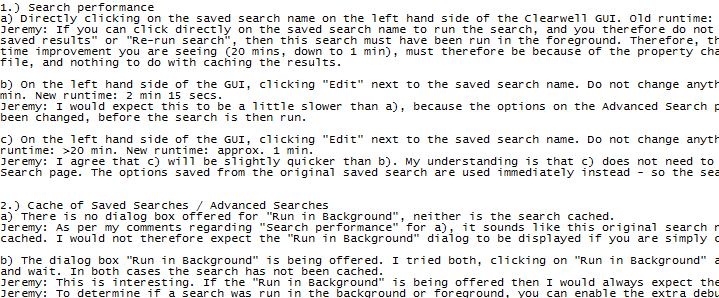 1.) Search performance
a) Directly clicking on the saved search name on the left hand side of the Clearwell GUI. Old runtime:
Jeremy: If you can click directly on the saved search name to run the search, and you therefore do not
saved results" or "Re-run search", then this search must have been run in the foreground. Therefore, th
time improvement you are seeing (20 mins, down to 1 min), must therefore be because of the property cha
file, and nothing to do with caching the results.
b) On the left hand side of the GUI, clicking "Edit" next to the saved search name. Do not change anyth
min. New runtime: 2 min 15 secs.
Jeremy: I would expect this to be a little slower than a), because the options on the Advanced Search p
been changed, before the search is then run.
c) On the left hand side of the GUI, clicking "Edit" next to the saved search name. Do not change anyth
runtime: >20 min. New runtime: approx. 1 min.
Jeremy: I agree that c) will be slightly quicker than b). My understanding is that c) does not need to
Search page. The options saved from the original saved search are used immediately instead - so the sea
2.) Cache of Saved Searches / Advanced Searches
a) There is no dialog box offered for "Run in Background", neither is the search cached.
Jeremy: As per my comments regarding "Search performance" for a), it sounds like this original search
cached. I would not therefore expect the "Run in Background" dialog to be displayed if you are simply c
b) The dialog box "Run in Background" is being offered. I tried both, clicking on "Run in Background" a
and wait. In both cases the search has not been cached.
Jeremy: This is interesting. If the "Run in Background" is being offered then I would always expect the
Jeremy: To determine if a search was run in the background or foreground, you can enable the extra debu